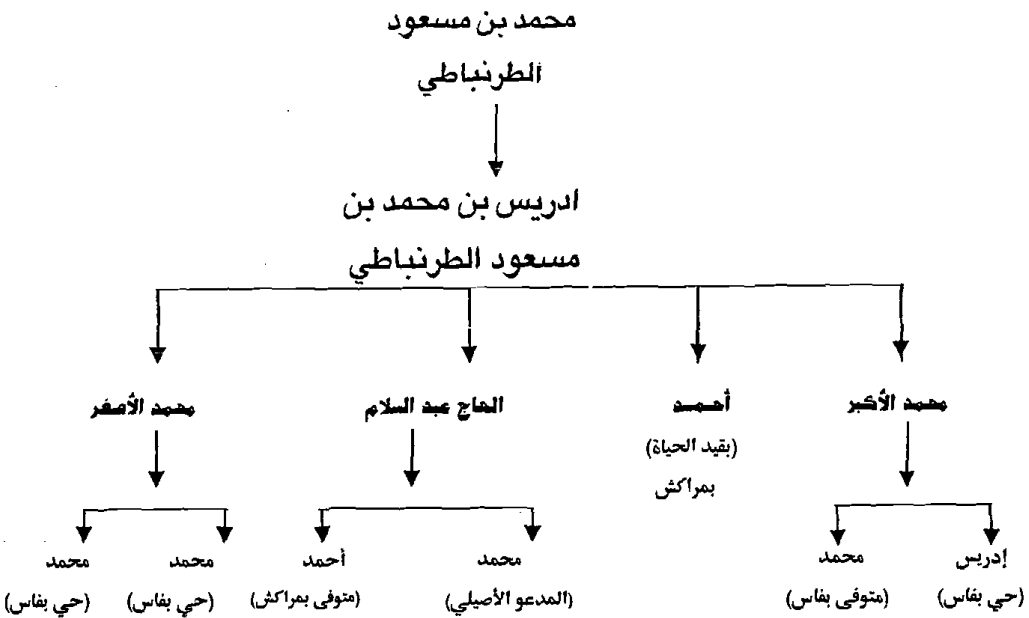 محمد بن مسعود
الطرنباطي
ادريس بن محمد بن
مسعود الطرنباطي
محمد الأكبر
أحمد
الحاج عبد السلام
محمد الأصغر
(بقيد الحياة)
بمراكش
إدريس
محمد
محمد
أحمد
محمد
محمد
(حي بفاس)
(متوفى بفاس)
(المدعو الأصيلي)
(متوفى بمراكش)
(حي بفاس)
(حي بفاس)